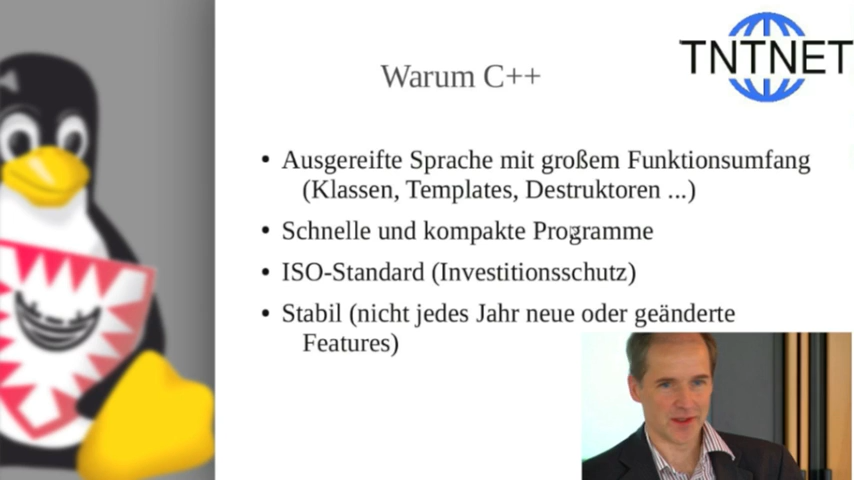 TNTNET
Warum C++
• Ausgereifte Sprache mit großem Funktionsumfang
(Klassen, Templates, Destruktoren ...)
• Schnelle und kompakte Programme
• ISO-Standard (Investitionsschutz)
• Stabil (nicht jedes Jahr neue oder geänderte
Features)